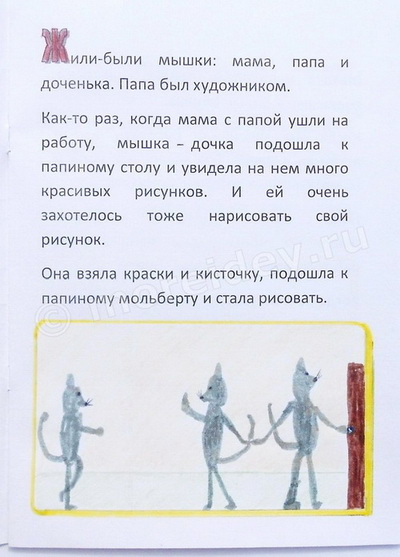 Жили-были мышки: мама, папа и
доченька. Папа был художником.
Как-то раз, когда мама с папой ушли на
работу, мышка – дочка подошла к
папиному столу и увидела на нем много
красивых рисунков. И ей очень
захотелось тоже нарисовать свой
рисунок.
Она взяла краски и кисточку, подошла к
папиному мольберту и стала рисовать.
© moreidey.ru